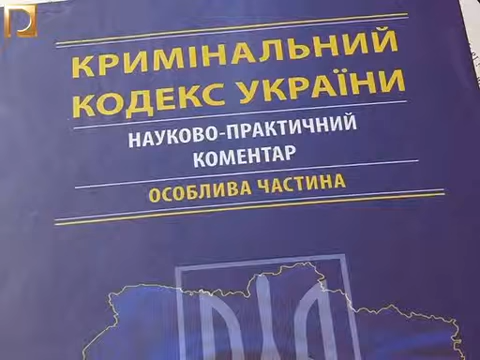 КРИМІНАЛЬНИЙ
КОДЕКС УКРАЇНИ
НАУКОВО-ПРАКТИЧНИЙ
КОМЕНТАР
ОСОБЛИВА ЧАСТИНА